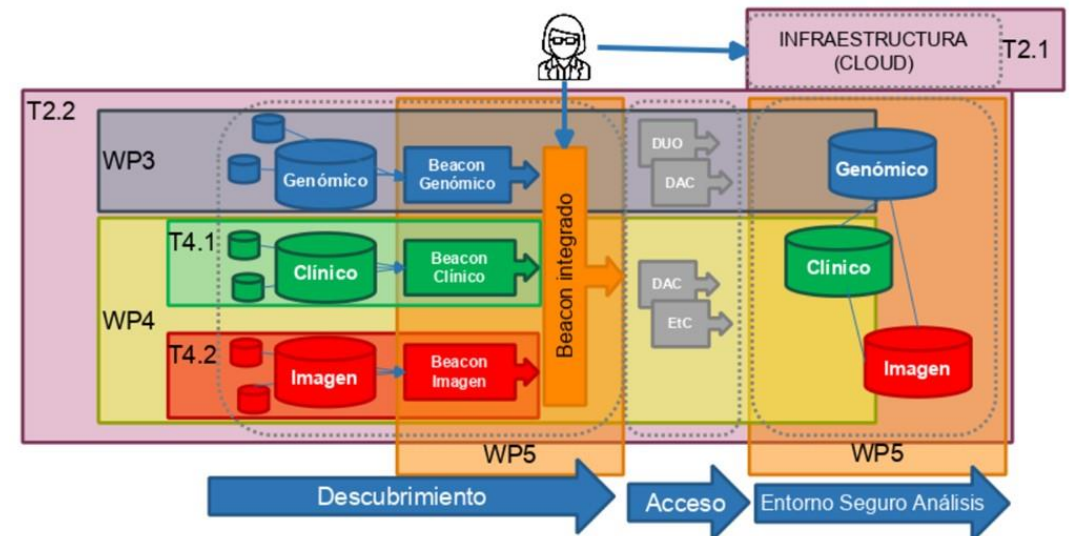 INFRAESTRUCTURA
(CLOUD)
T2.1
T2.2
WP3
Genómico
Beacon
Genómico
DUO
DAC
Genómico
WP4
T4.1
Clínico
Beacon
Clínico
Beacon integrado
DAC
EtC
Clínico
T4.2
Imagen
Beacon
Imagen
Imagen
WP5
WP5
Descubrimiento
Acceso
Entorno Seguro Análisis